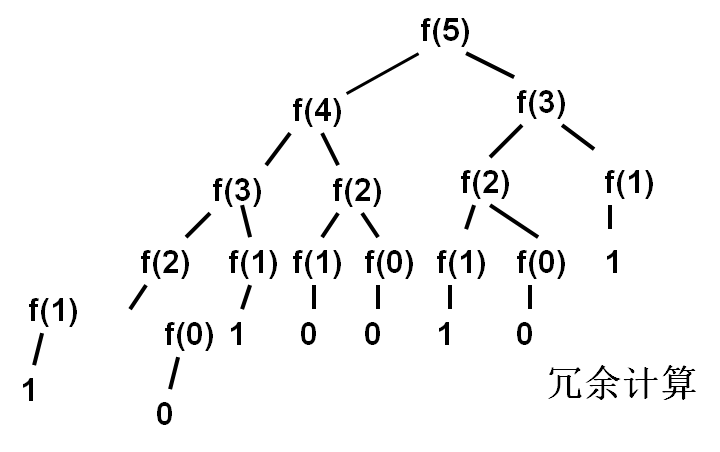 f(5)
f(4) f(3)
f(3) f(2) f(2) f(1)
f(2) f(1) f(1) f(0) f(1) f(0) 1
f(1) f(0) 1 0 0 1 0
1 0
冗余计算